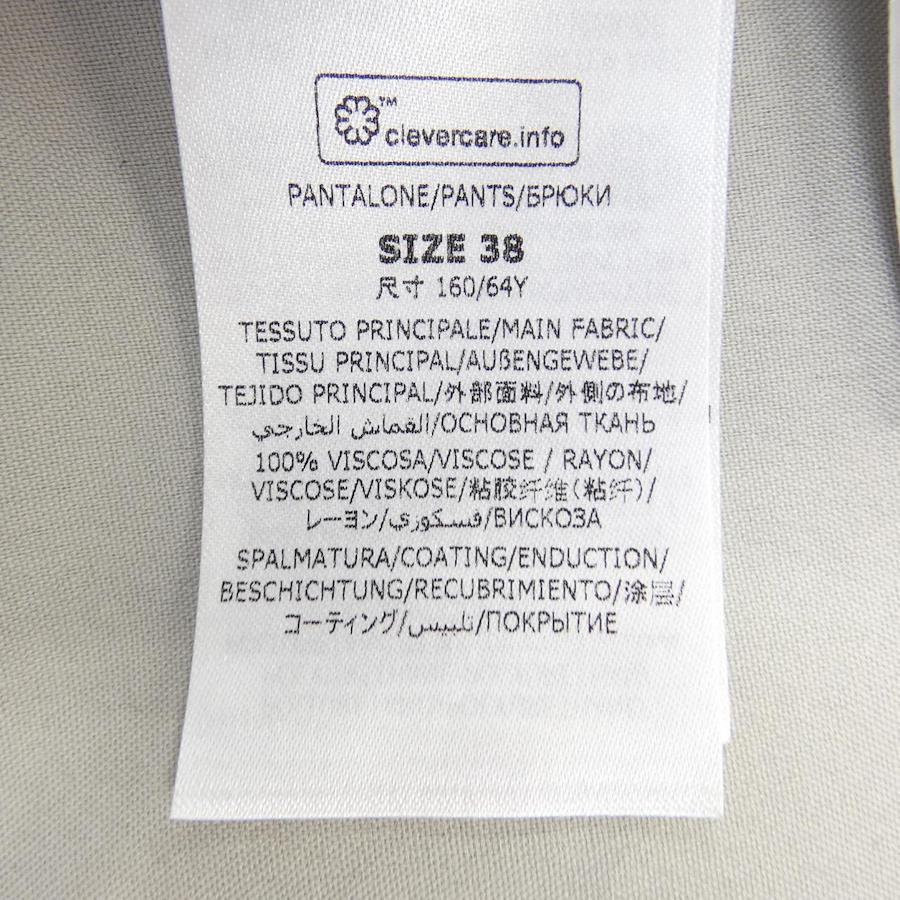 clevercare.info™
PANTALONE/PANTS/БРЮКИ
SIZE 38
尺寸 160/64Y
TESSUTO PRINCIPALE/MAIN FABRIC/
TISSU PRINCIPAL/AUßENGEWEBE/
TEJIDO PRINCIPAL/外部面料/外側の布地/
القماش الخارجي/ОСНОВНАЯ ТКАНЬ
100% VISCOSA/VISCOSE / RAYON/
VISCOSE/VISKOSE/粘胶纤维(粘纤)/
レーヨン/فسكوزي/ВИСКОЗА
SPALMATURA/COATING/ENDUCTION/
BESCHICHTUNG/RECUBRIMIENTO/涂层/
コーティング/تلبيس/ПОКРЫТИЕ